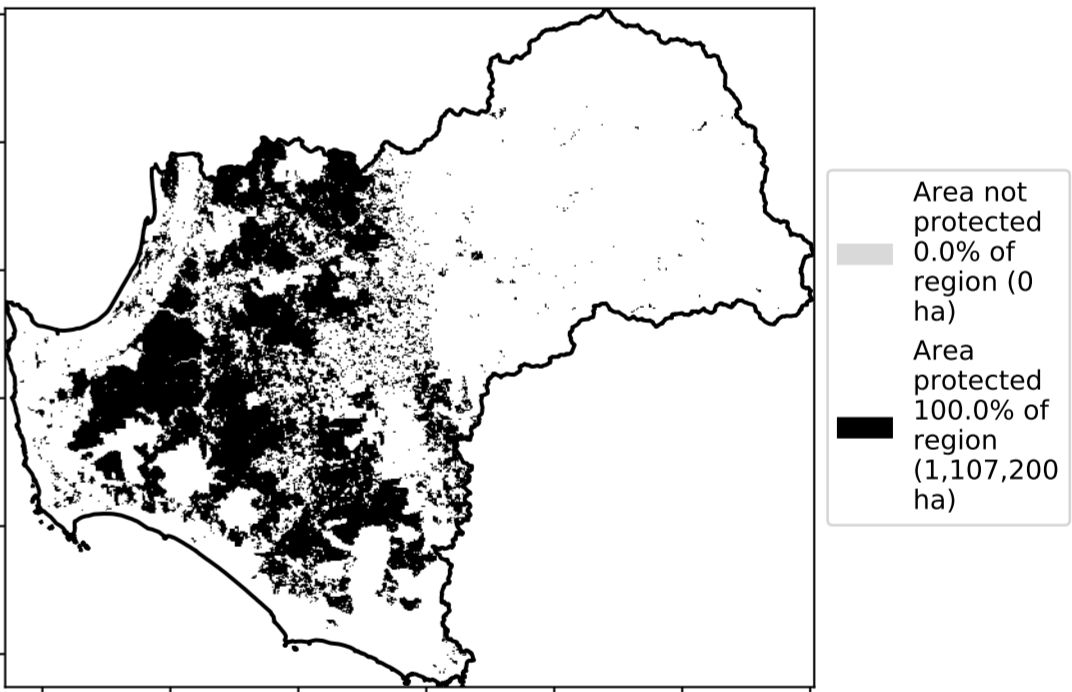 Area not
protected
0.0% of
region (0
ha)
Area
protected
100.0% of
region
(1,107,200
ha)